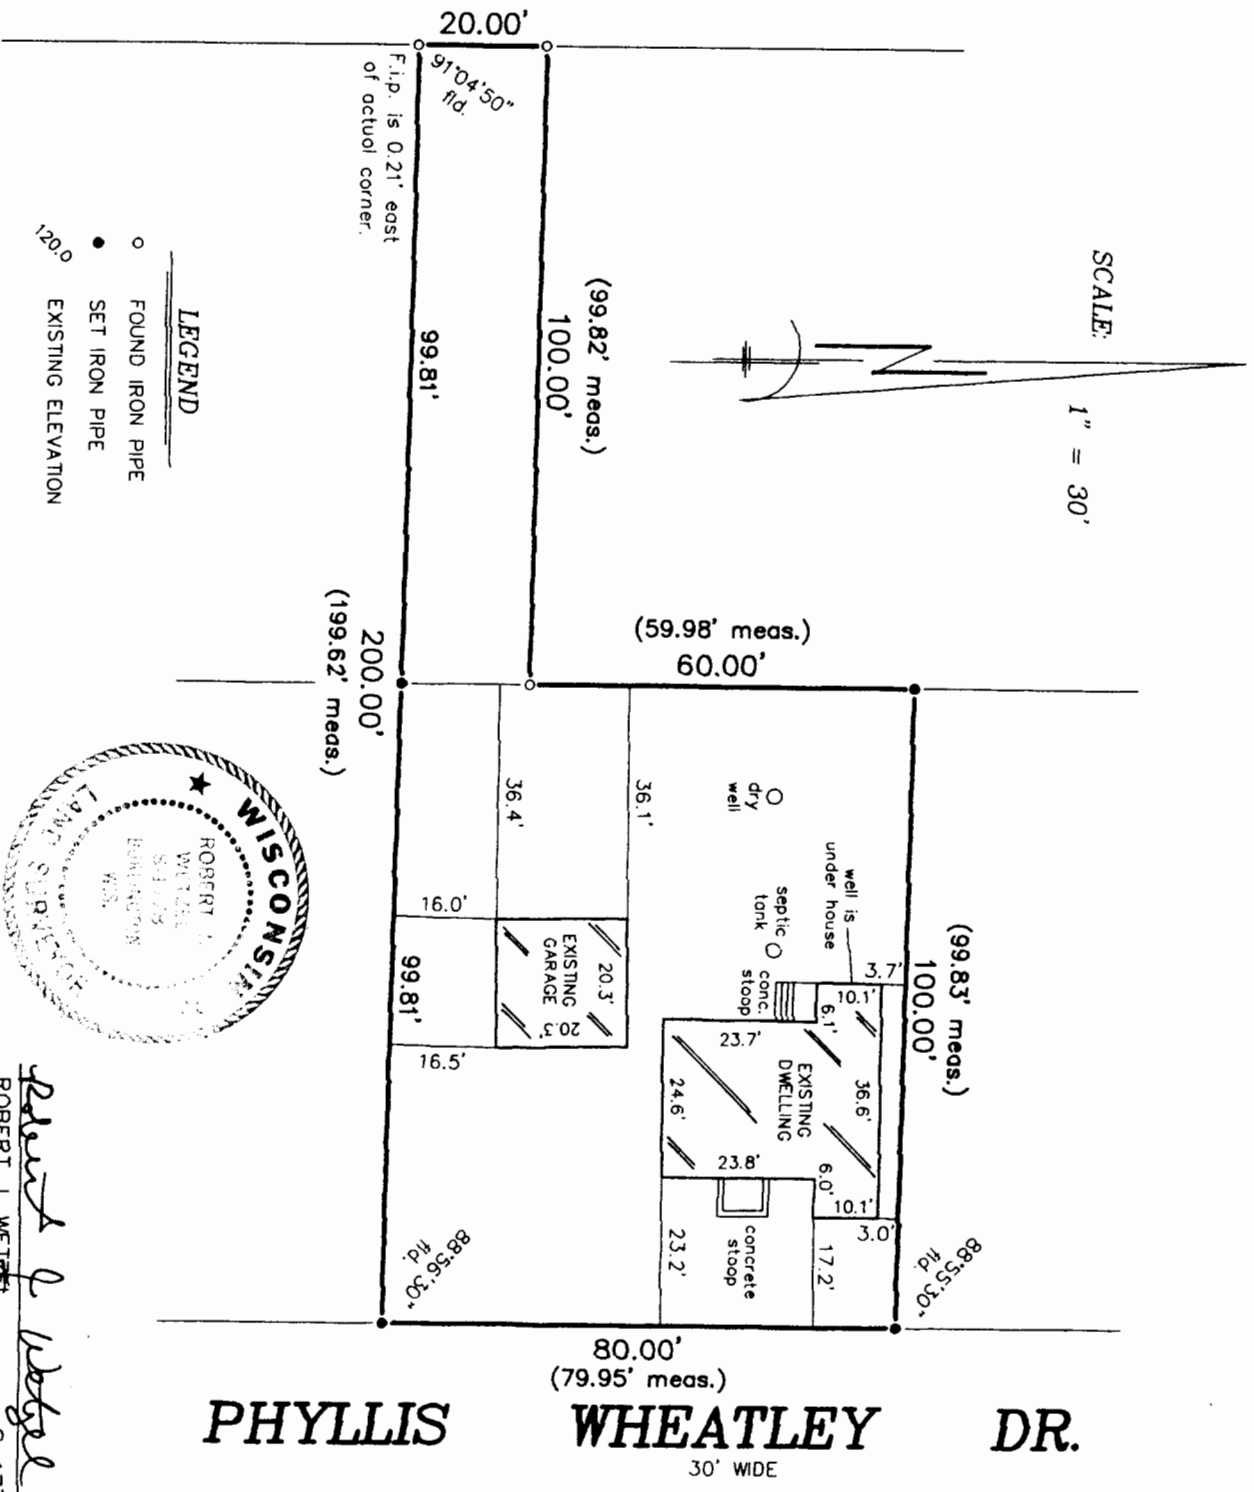 20.00'
91°04'50"
fld.
F.i.p. is 0.21' east
of actual corner.
SCALE:
1" = 30'
(99.82' meas.)
100.00'
99.81'
LEGEND
FOUND IRON PIPE
SET IRON PIPE
120.0 EXISTING ELEVATION
(59.98' meas.)
60.00'
200.00'
(199.62' meas.)
36.4'
36.1'
dry
well
well is
under house
septic
tank
conc.
stoop
16.0'
99.81'
16.5'
EXISTING
GARAGE
20.3'
20.3'
3.7'
10.1'
6.1'
23.7'
EXISTING
DWELLING
36.6'
24.6'
23.8'
6.0'
10.1'
3.0'
(99.83' meas.)
100.00'
23.2'
concrete
stoop
17.2'
88°56'30"
fld.
88°55'30"
fld.
80.00'
(79.95' meas.)
PHYLLIS WHEATLEY DR.
30' WIDE
WISCONSIN
ROBERT
LAND SURVEYOR
Robert J Wetzel
ROBERT J. WETZEL